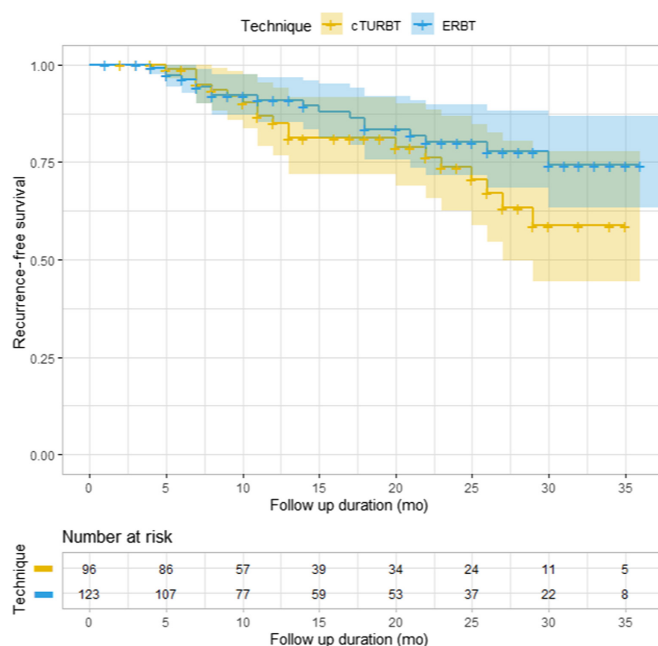 Technique cTURBT ERBT
1.00
0.75
0.50
0.25
0.00
Recurrence-free survival
0 5 10 15 20 25 30 35
Follow up duration (mo)
Number at risk
Technique
96 86 57 39 34 24 11 5
123 107 77 59 53 37 22 8
0 5 10 15 20 25 30 35
Follow up duration (mo)